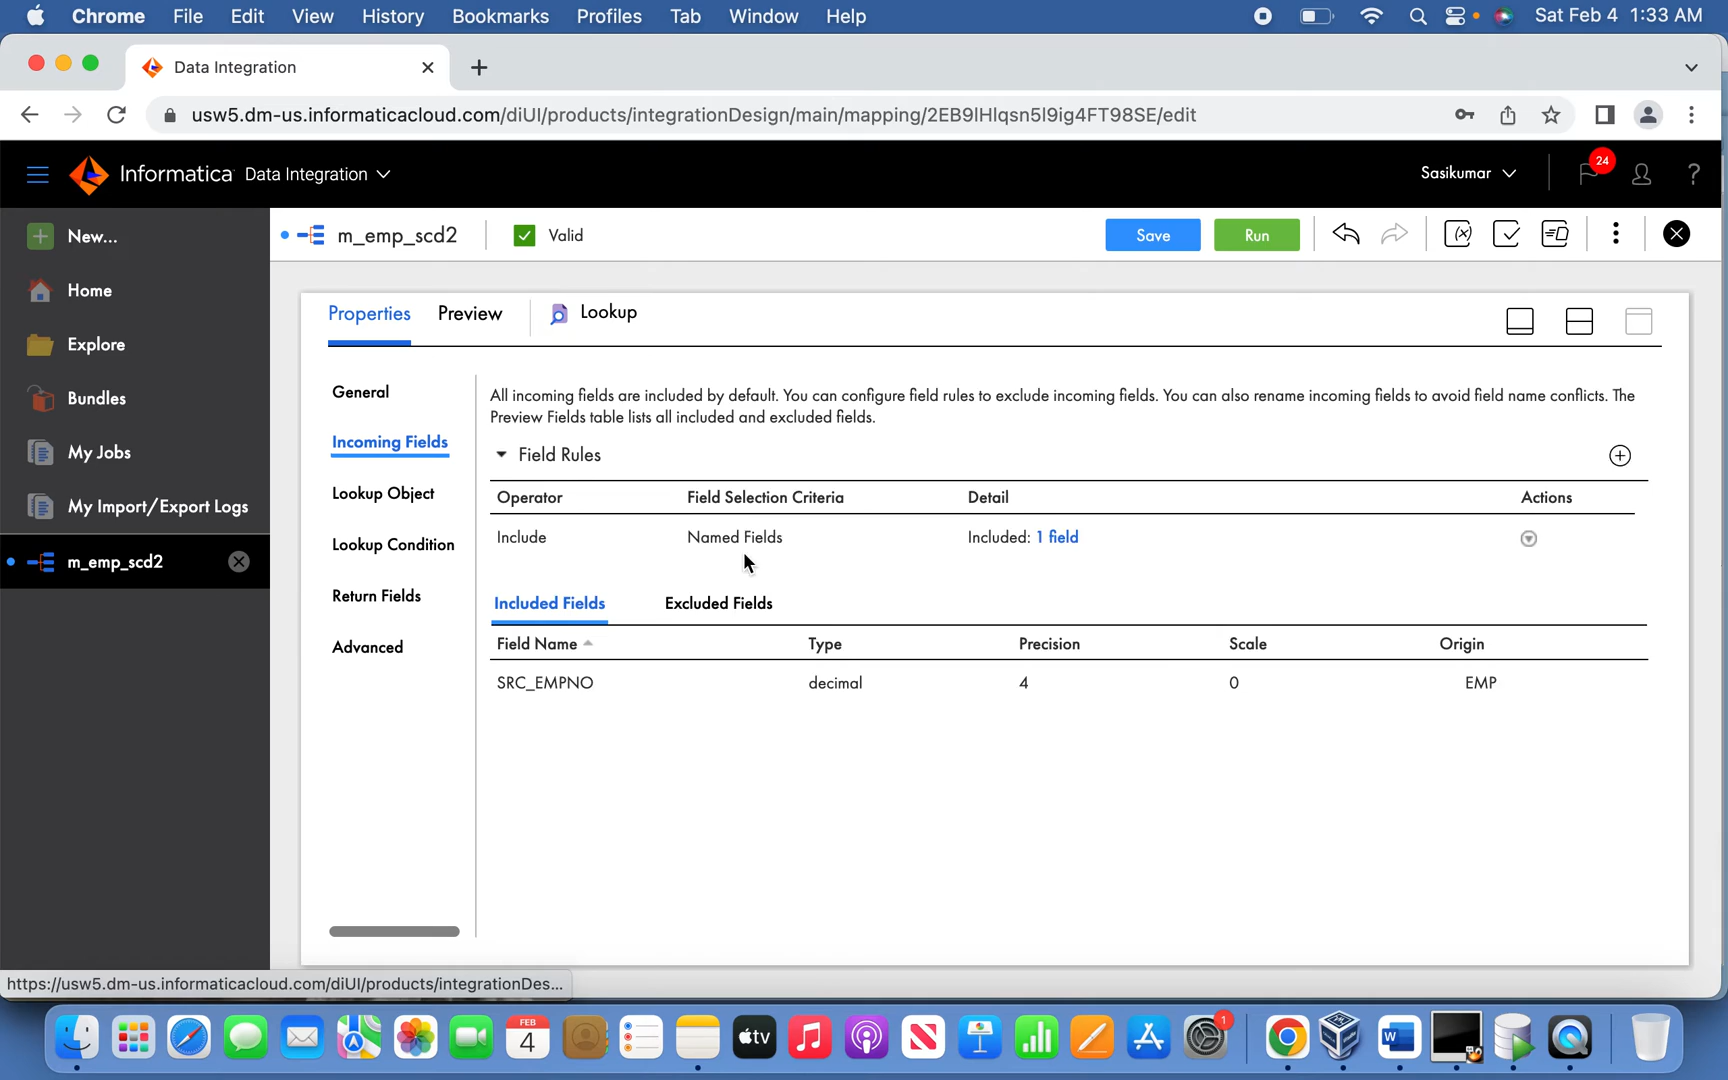 Chrome File Edit View History Bookmarks Profiles Tab Window Help Sat Feb 4 1:33 AM
Data Integration
usw5.dm-us.informaticacloud.com/diUI/products/integrationDesign/main/mapping/2EB9lHlqsn5l9ig4FT98SE/edit
Informatica Data Integration Sasikumar 24 ?
New...
Home
Explore
Bundles
My Jobs
My Import/Export Logs
m_emp_scd2
m_emp_scd2 Valid Save Run
Properties Preview Lookup
General
Incoming Fields
Lookup Object
Lookup Condition
Return Fields
Advanced
All incoming fields are included by default. You can configure field rules to exclude incoming fields. You can also rename incoming fields to avoid field name conflicts. The
Preview Fields table lists all included and excluded fields.
Field Rules
Operator Field Selection Criteria Detail Actions
Include Named Fields Included: 1 field
Included Fields Excluded Fields
Field Name Type Precision Scale Origin
SRC_EMPNO decimal 4 0 EMP
https://usw5.dm-us.informaticacloud.com/diUI/products/integrationDes...
FEB
4
tv
1
W